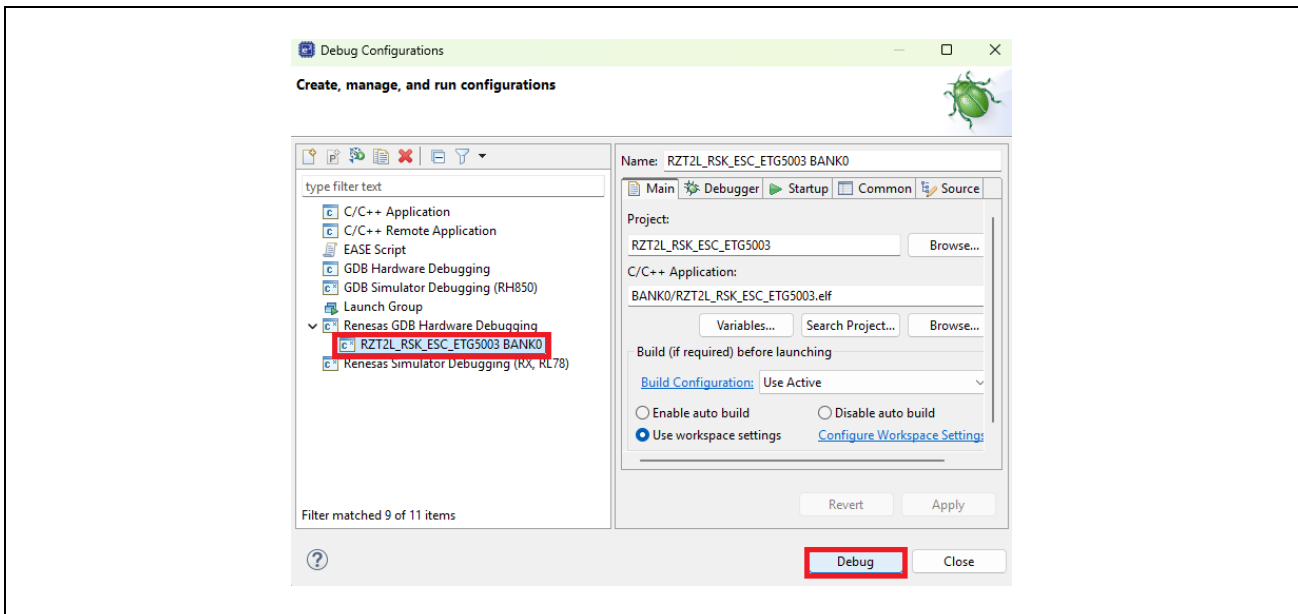 Debug Configurations
Create, manage, and run configurations
type filter text
C/C++ Application
C/C++ Remote Application
EASE Script
GDB Hardware Debugging
GDB Simulator Debugging (RH850)
Launch Group
Renesas GDB Hardware Debugging
RZT2L_RSK_ESC_ETG5003 BANK0
Renesas Simulator Debugging (RX, RL78)
Filter matched 9 of 11 items
Name: RZT2L_RSK_ESC_ETG5003 BANK0
Main Debugger Startup Common Source
Project:
RZT2L_RSK_ESC_ETG5003 Browse...
C/C++ Application:
BANK0/RZT2L_RSK_ESC_ETG5003.elf
Variables... Search Project... Browse...
Build (if required) before launching
Build Configuration: Use Active
Enable auto build Disable auto build
Use workspace settings Configure Workspace Settings
Revert Apply
Debug Close